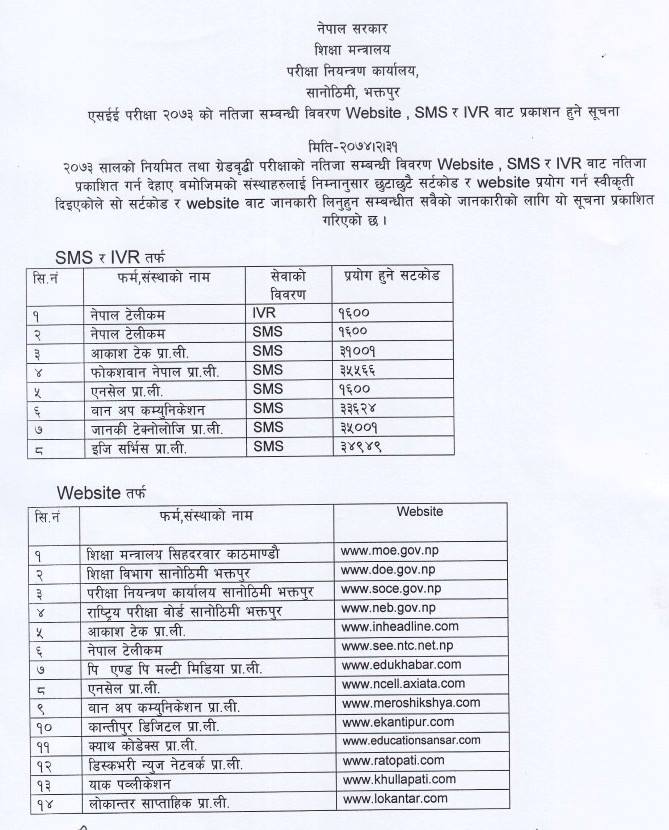 नेपाल सरकार
शिक्षा मन्त्रालय
परीक्षा नियन्त्रण कार्यालय,
सानोठिमी, भक्तपुर
एसईई परीक्षा २०७३ को नतिजा सम्बन्धी विवरण Website , SMS र IVR वाट प्रकाशन हुने सूचना
मिति-२०७४।२।३१
२०७३ सालको नियमित तथा ग्रेडवृद्धी परीक्षाको नतिजा सम्बन्धी विवरण Website , SMS र IVR वाट नतिजा
प्रकाशित गर्न देहाए वमोजिमको संस्थाहरुलाई निम्नानुसार छुटाछुटै सर्टकोड र website प्रयोग गर्न स्वीकृती
दिइएकोले सो सर्टकोड र website वाट जानकारी लिनुहुन सम्बन्धीत सवैको जानकारीको लागि यो सूचना प्रकाशित
गरिएको छ ।
SMS र IVR तर्फ
सि.नं फर्म,संस्थाको नाम सेवाको विवरण प्रयोग हुने सटकोड
१ नेपाल टेलीकम IVR १६००
२ नेपाल टेलीकम SMS १६००
३ आकाश टेक प्रा.ली. SMS ३१००१
४ फोकशवान नेपाल प्रा.ली. SMS ३५५६६
५ एनसेल प्रा.ली. SMS १६००
६ वान अप कम्युनिकेशन SMS ३३६२४
७ जानकी टेक्नोलोजि प्रा.ली. SMS ३५००१
८ इजि सर्भिस प्रा.ली. SMS ३४९४९
Website तर्फ
सि.नं फर्म,संस्थाको नाम Website
१ शिक्षा मन्त्रालय सिहदरवार काठमाण्डौ www.moe.gov.np
२ शिक्षा विभाग सानोठिमी भक्तपुर www.doe.gov.np
३ परीक्षा नियन्त्रण कार्यालय सानोठिमी भक्तपुर www.soce.gov.np
४ राष्ट्रिय परीक्षा वोर्ड सानोठिमी भक्तपुर www.neb.gov.np
५ आकाश टेक प्रा.ली. www.inheadline.com
६ नेपाल टेलीकम www.see.ntc.net.np
७ पि एण्ड पि मल्टी मिडिया प्रा.ली. www.edukhabar.com
८ एनसेल प्रा.ली. www.ncell.axiata.com
९ वान अप कम्युनिकेशन प्रा.ली. www.meroshikshya.com
१० कान्तीपुर डिजिटल प्रा.ली. www.ekantipur.com
११ क्याथ कोडेक्स प्रा.ली. www.educationsansar.com
१२ डिस्कभरी न्युज नेटवर्क प्रा.ली. www.ratopati.com
१३ याक पव्लीकेशन www.khullapati.com
१४ लोकान्तर साप्ताहिक प्रा.ली. www.lokantar.com